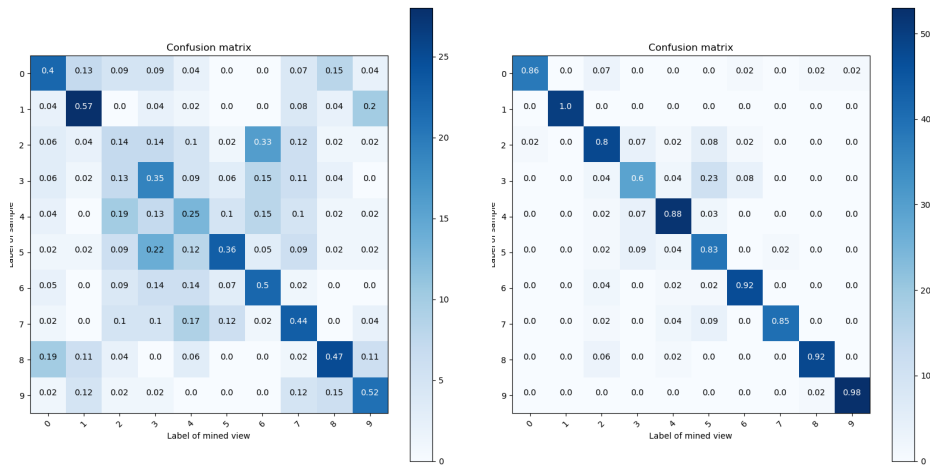 Confusion matrix
0 0.4 0.13 0.09 0.09 0.04 0.0 0.0 0.07 0.15 0.04
1 0.04 0.57 0.0 0.04 0.02 0.0 0.0 0.08 0.04 0.2
2 0.06 0.04 0.14 0.14 0.1 0.02 0.33 0.12 0.02 0.02
3 0.06 0.02 0.13 0.35 0.09 0.06 0.15 0.11 0.04 0.0
4 0.04 0.0 0.19 0.13 0.25 0.1 0.15 0.1 0.02 0.02
5 0.02 0.02 0.09 0.22 0.12 0.36 0.05 0.09 0.0 0.02
6 0.05 0.0 0.09 0.14 0.14 0.07 0.5 0.02 0.0 0.0
7 0.02 0.0 0.1 0.1 0.17 0.12 0.02 0.44 0.0 0.04
8 0.19 0.11 0.04 0.0 0.06 0.0 0.0 0.02 0.47 0.11
9 0.02 0.12 0.02 0.02 0.0 0.0 0.0 0.12 0.15 0.52
0 1 2 3 4 5 6 7 8 9
Label of mined view
Label of sample
25
20
15
10
5
0
Confusion matrix
0 0.86 0.0 0.07 0.0 0.0 0.0 0.02 0.0 0.02 0.02
1 0.0 1.0 0.0 0.0 0.0 0.0 0.0 0.0 0.0 0.0
2 0.02 0.0 0.8 0.07 0.02 0.08 0.02 0.0 0.0 0.0
3 0.0 0.0 0.04 0.6 0.04 0.23 0.08 0.0 0.0 0.0
4 0.0 0.0 0.02 0.07 0.88 0.03 0.0 0.0 0.0 0.0
5 0.0 0.0 0.02 0.09 0.04 0.83 0.0 0.02 0.0 0.0
6 0.0 0.0 0.04 0.0 0.02 0.02 0.92 0.0 0.0 0.0
7 0.0 0.0 0.02 0.0 0.04 0.09 0.0 0.85 0.0 0.0
8 0.0 0.0 0.06 0.0 0.02 0.0 0.0 0.0 0.92 0.0
9 0.0 0.0 0.0 0.0 0.0 0.0 0.0 0.0 0.02 0.98
0 1 2 3 4 5 6 7 8 9
Label of mined view
Label of sample
50
40
30
20
10
0